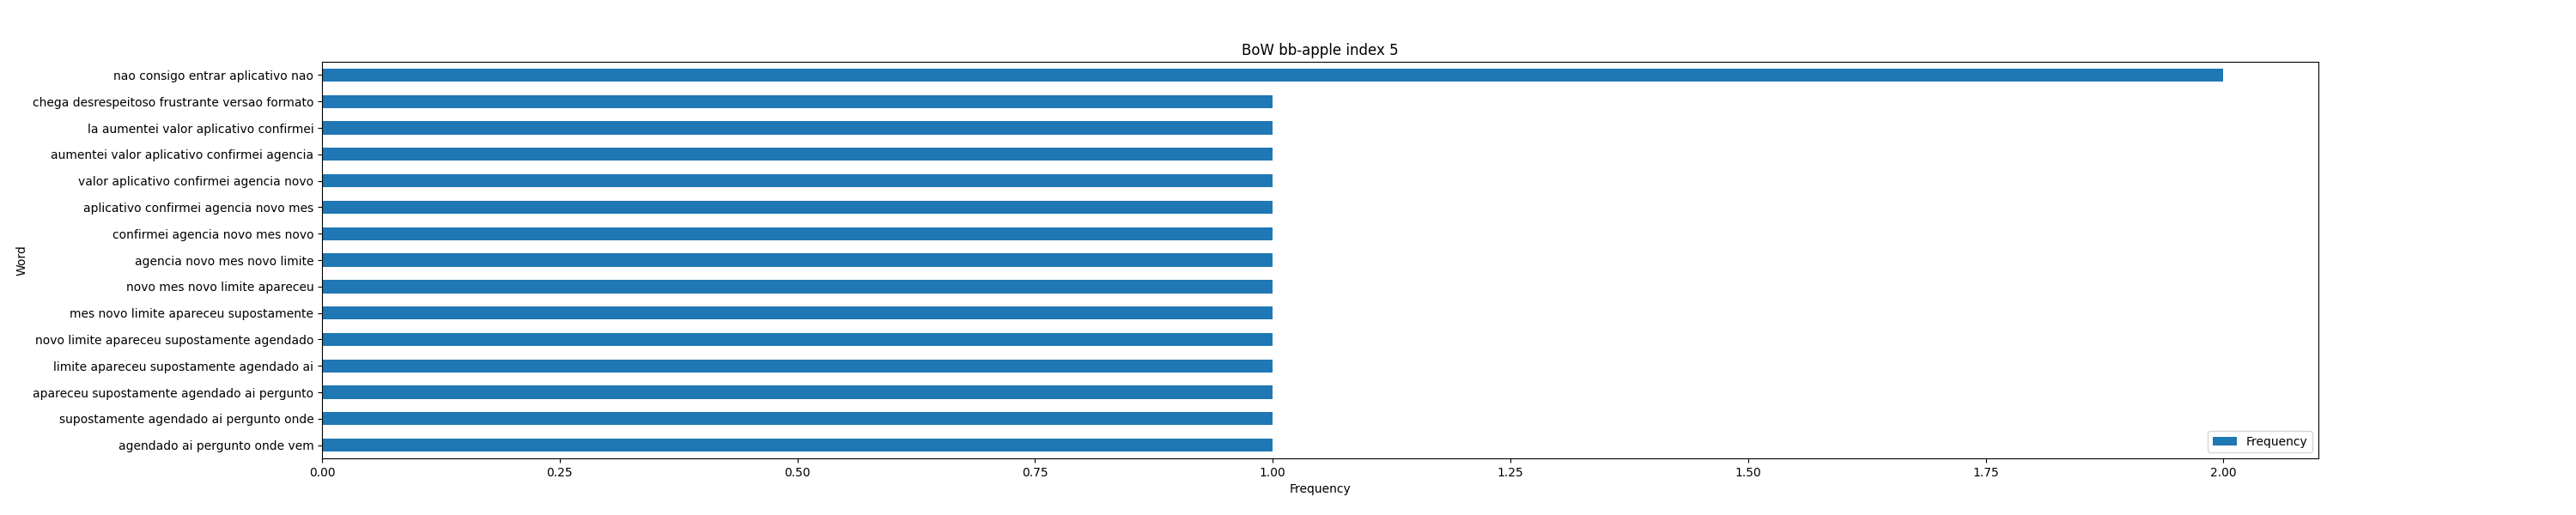 BoW bb-apple index 5
nao consigo entrar aplicativo nao
chega desrespeitoso frustrante versao formato
la aumentei valor aplicativo confirmei
aumentei valor aplicativo confirmei agencia
valor aplicativo confirmei agencia novo
aplicativo confirmei agencia novo mes
confirmei agencia novo mes novo
agencia novo mes novo limite
novo mes novo limite apareceu
mes novo limite apareceu supostamente
novo limite apareceu supostamente agendado
limite apareceu supostamente agendado ai
apareceu supostamente agendado ai pergunto
supostamente agendado ai pergunto onde
agendado ai pergunto onde vem
Word
Frequency
0.00 0.25 0.50 0.75 1.00 1.25 1.50 1.75 2.00
Frequency